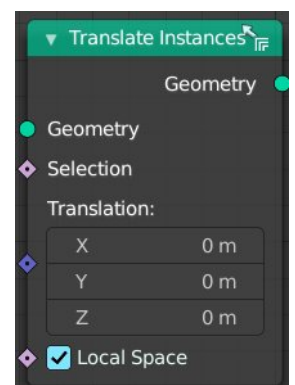 Translate Instances
Geometry
Geometry
Selection
Translation:
X 0 m
Y 0 m
Z 0 m
Local Space